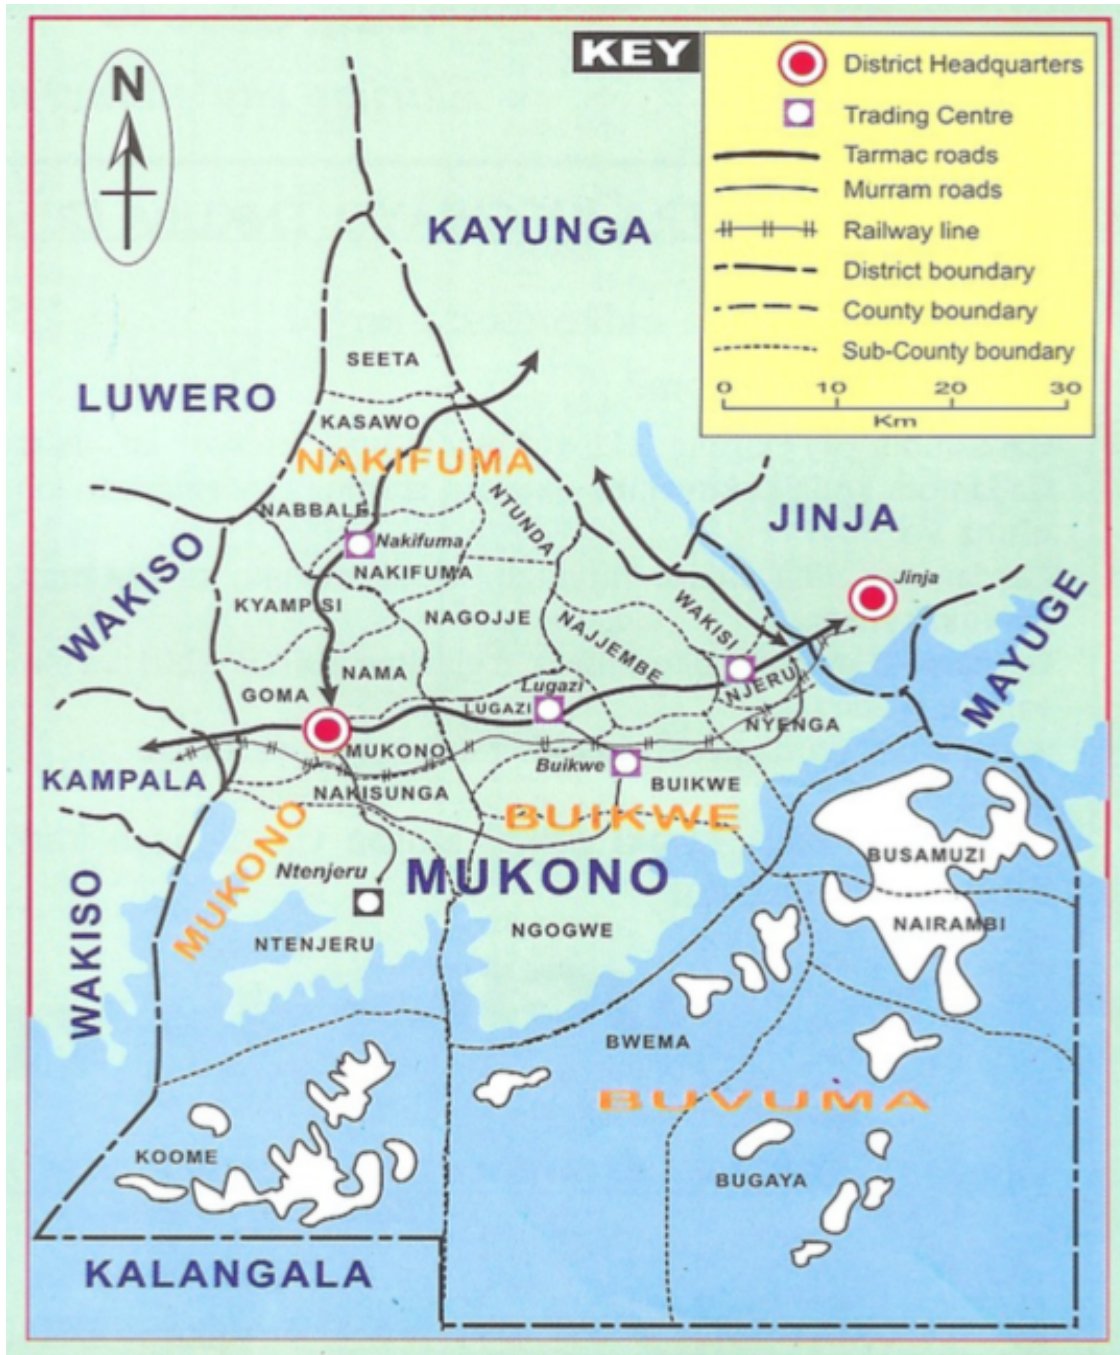 KEY
District Headquarters
Trading Centre
Tarmac roads
Murram roads
Railway line
District boundary
County boundary
Sub-County boundary
0 10 20 30
Km
N
KAYUNGA
SEETA
LUWERO
KASAWO
NAKIFUMA
NABBALE
NTUNDA
JINJA
Nakifuma
NAKIFUMA
WAKISO
Jinja
KYAMPISI
NAGOJJE
WAKISI
MAYUGE
NAJJEMBE
NAMA
GOMA
Lugazi
LUGAZI
NJERU
NYENGA
MUKONO
KAMPALA
Buikwe
BUIKWE
NAKISUNGA
BUIKWE
MUKONO
BUSAMUZI
Ntenjeru
MUKONO
NAIRAMBI
WAKISO
NTENJERU
NGOGWE
BWEMA
BUVUMA
KOOME
BUGAYA
KALANGALA